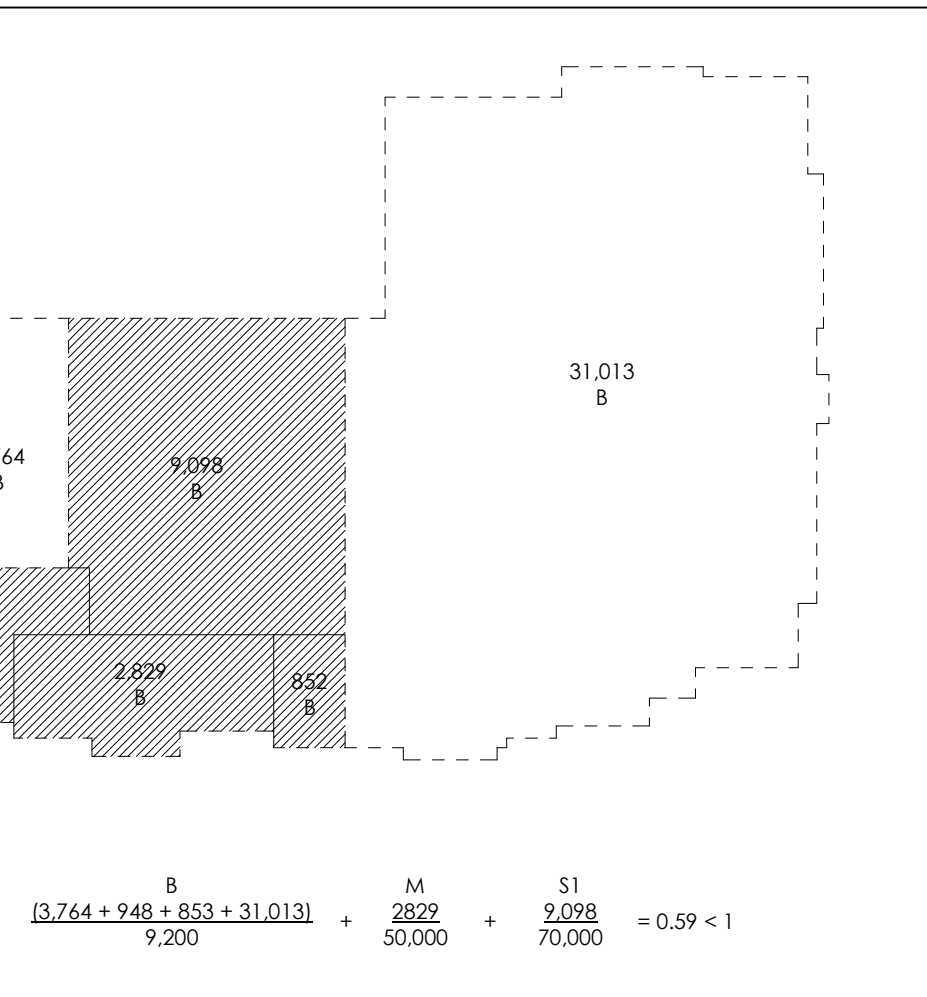 31,013
B
64
B
9,098
B
2,829
B
852
B
B M S1
(3,764 + 948 + 853 + 31,013) + 2829 + 9,098 = 0.59 < 1
9,200 50,000 70,000